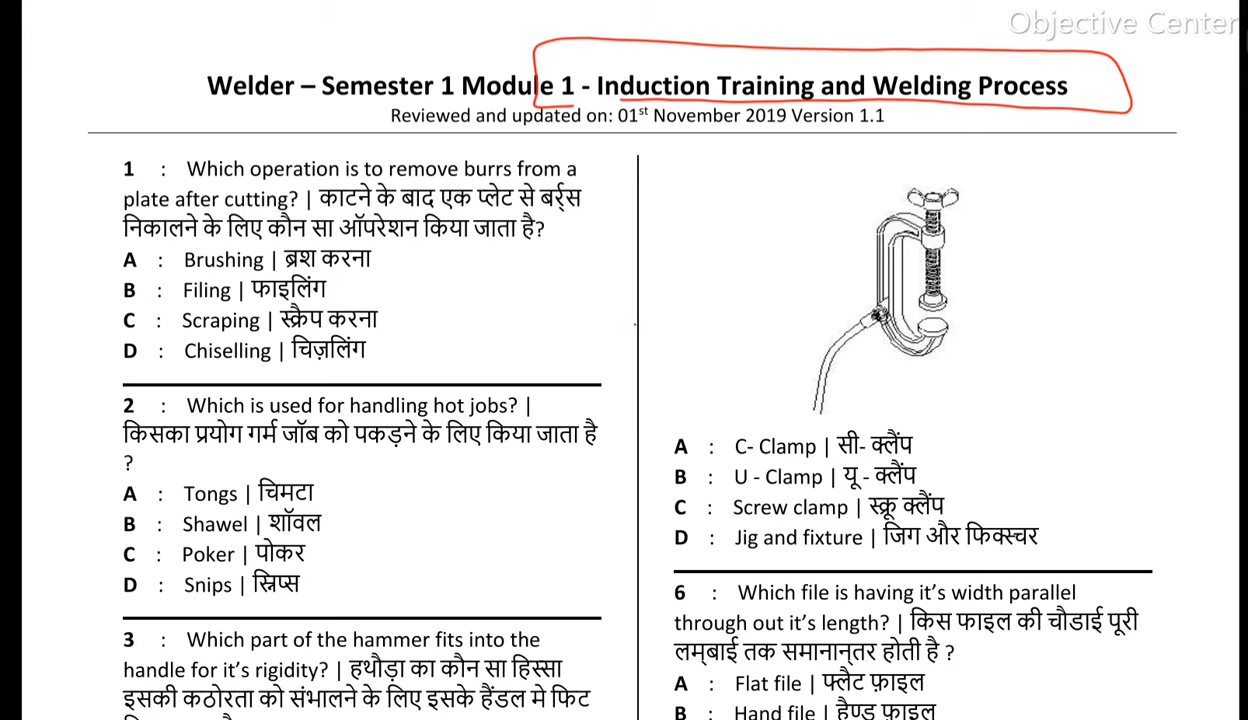 Objective Center
Welder – Semester 1 Module 1 - Induction Training and Welding Process
Reviewed and updated on: 01st November 2019 Version 1.1
1 : Which operation is to remove burrs from a
plate after cutting? | काटने के बाद एक प्लेट से बर्र्स
निकालने के लिए कौन सा ऑपरेशन किया जाता है?
A : Brushing | ब्रश करना
B : Filing | फाइलिंग
C : Scraping | स्क्रैप करना
D : Chiselling | चिज़लिंग
2 : Which is used for handling hot jobs? |
किसका प्रयोग गर्म जॉब को पकड़ने के लिए किया जाता है
?
A : Tongs | चिमटा
B : Shawel | शॉवल
C : Poker | पोकर
D : Snips | स्निप्स
3 : Which part of the hammer fits into the
handle for it’s rigidity? | हथौड़ा का कौन सा हिस्सा
इसकी कठोरता को संभालने के लिए इसके हैंडल मे फिट
A : C- Clamp | सी- क्लैंप
B : U - Clamp | यू - क्लैंप
C : Screw clamp | स्क्रू क्लैंप
D : Jig and fixture | जिग और फिक्स्चर
6 : Which file is having it’s width parallel
through out it’s length? | किस फाइल की चौडाई पूरी
लम्बाई तक समानान्तर होती है ?
A : Flat file | फ्लैट फ़ाइल
B : Hand file | हैण्ड फ़ाइल